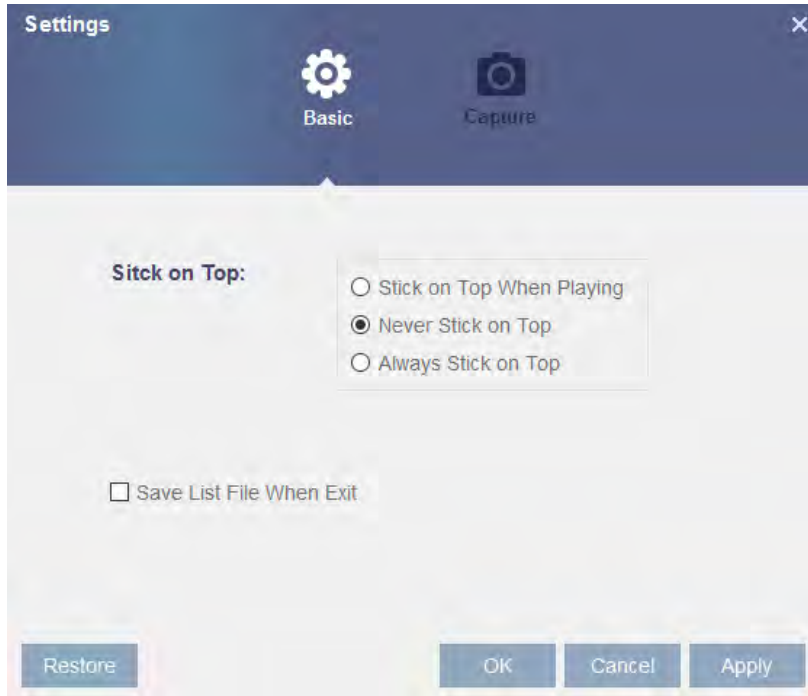 Settings
Basic
Capture
Sitck on Top:
Stick on Top When Playing
Never Stick on Top
Always Stick on Top
Save List File When Exit
Restore
OK
Cancel
Apply